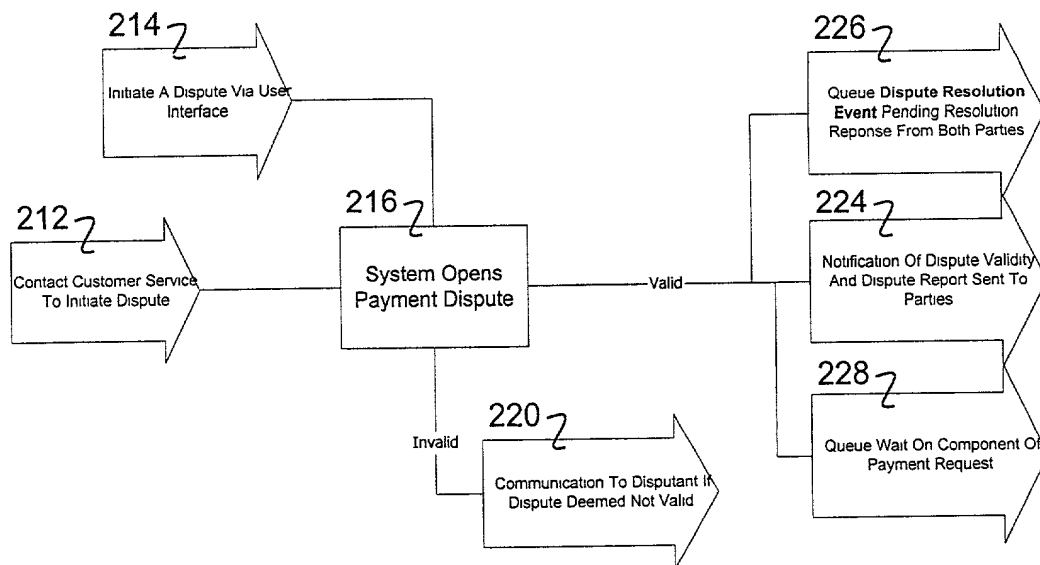 214
Initiate A Dispute Via User
Interface
212
Contact Customer Service
To Initiate Dispute
216
System Opens
Payment Dispute
Valid
Invalid
220
Communication To Disputant If
Dispute Deemed Not Valid
226
Queue Dispute Resolution
Event Pending Resolution
Reponse From Both Parties
224
Notification Of Dispute Validity
And Dispute Report Sent To
Parties
228
Queue Wait On Component Of
Payment Request